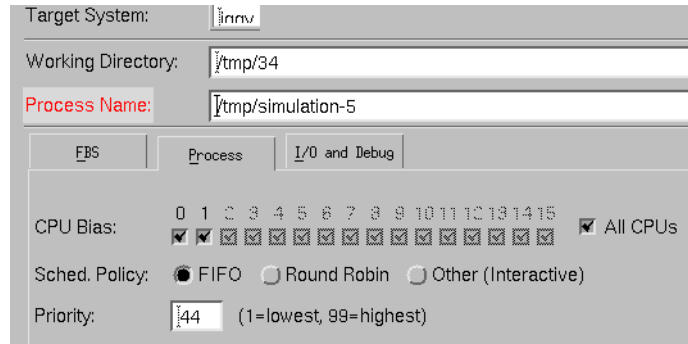 Target System:
Working Directory: /tmp/34
Process Name: /tmp/simulation-5
FBS Process I/O and Debug
0 1 2 3 4 5 6 7 8 9 10 11 12 13 14 15
CPU Bias: All CPUs
Sched. Policy: FIFO Round Robin Other (Interactive)
Priority: 44 (1=lowest, 99=highest)